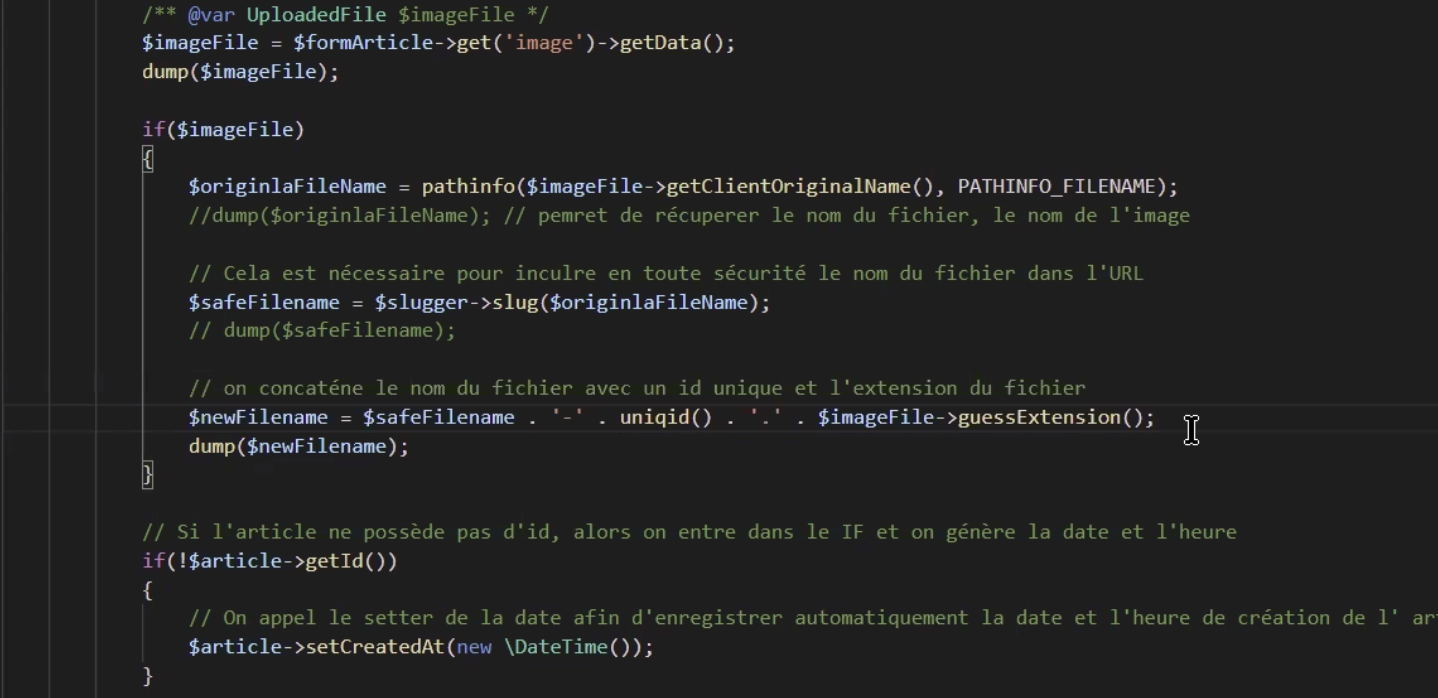 /** @var UploadedFile $imageFile */
$imageFile = $formArticle->get('image')->getData();
dump($imageFile);
if($imageFile)
{
$originlaFileName = pathinfo($imageFile->getClientOriginalName(), PATHINFO_FILENAME);
//dump($originlaFileName); // pemret de récuperer le nom du fichier, le nom de l'image
// Cela est nécessaire pour inculre en toute sécurité le nom du fichier dans l'URL
$safeFilename = $slugger->slug($originlaFileName);
// dump($safeFilename);
// on concaténe le nom du fichier avec un id unique et l'extension du fichier
$newFilename = $safeFilename . '-' . uniqid() . '.' . $imageFile->guessExtension();
dump($newFilename);
}
// Si l'article ne possède pas d'id, alors on entre dans le IF et on génère la date et l'heure
if(!$article->getId())
{
// On appel le setter de la date afin d'enregistrer automatiquement la date et l'heure de création de l'
$article->setCreatedAt(new \DateTime());
}